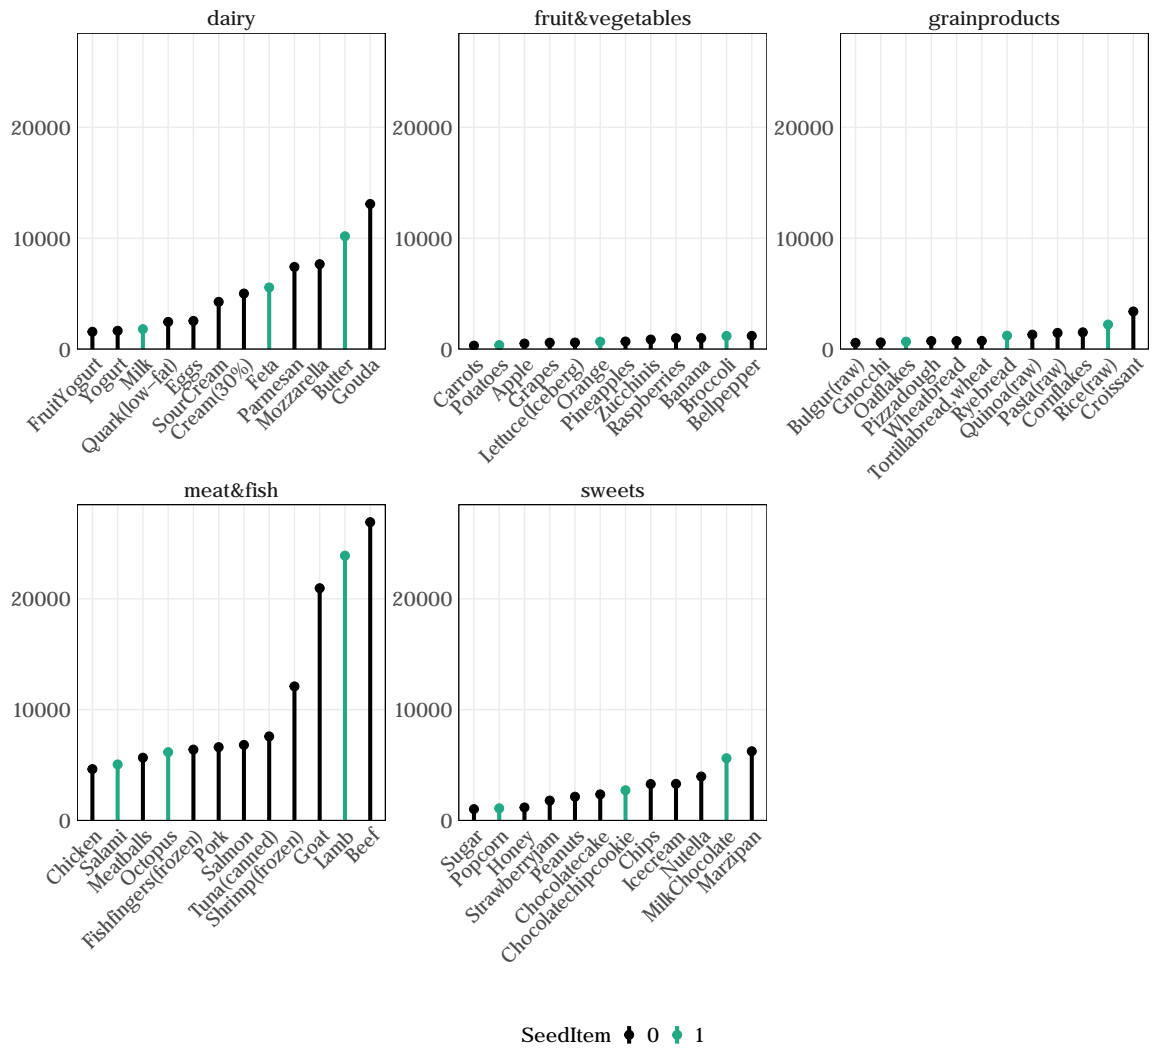 dairy
fruit&vegetables
grainproducts
20000
10000
0
FruitYogurt
Yogurt
Milk
Quark(low−fat)
Eggs
SourCream
Cream(30%)
Feta
Parmesan
Mozzarella
Butter
Gouda
20000
10000
0
Carrots
Potatoes
Apple
Grapes
Lettuce(Iceberg)
Orange
Pineapples
Zucchinis
Raspberries
Banana
Broccoli
Bellpepper
20000
10000
0
Bulgur(raw)
Gnocchi
Oatflakes
Pizzadough
Wheatbread
Tortillabread,wheat
Ryebread
Quinoa(raw)
Pasta(raw)
Cornflakes
Rice(raw)
Croissant
meat&fish
sweets
20000
10000
0
Chicken
Salami
Meatballs
Octopus
Fishfingers(frozen)
Pork
Salmon
Tuna(canned)
Shrimp(frozen)
Goat
Lamb
Beef
20000
10000
0
Sugar
Popcorn
Honey
Strawberryjam
Peanuts
Chocolatecake
Chocolatechipcookie
Chips
Icecream
Nutella
MilkChocolate
Marzipan
SeedItem 0 1